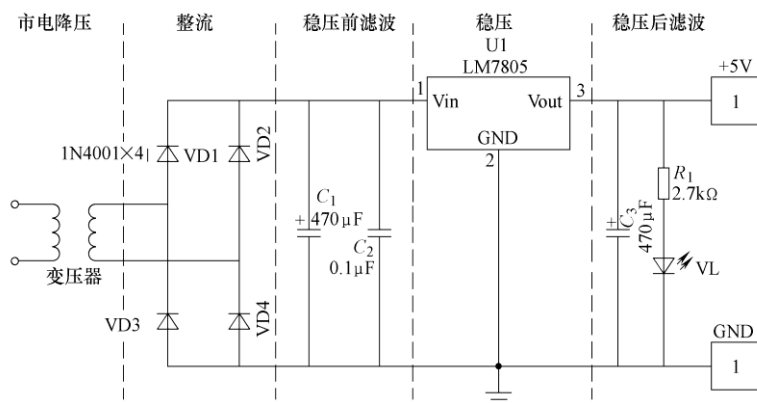 市电降压
整流
稳压前滤波
稳压
稳压后滤波
U1
LM7805
+5V
1
Vin
Vout
3
1
GND
2
1N4001×4
VD1
VD2
R1
2.7kΩ
C1
+ 470μF
C2
0.1μF
+
C3
470μF
变压器
VL
VD3
VD4
GND
1